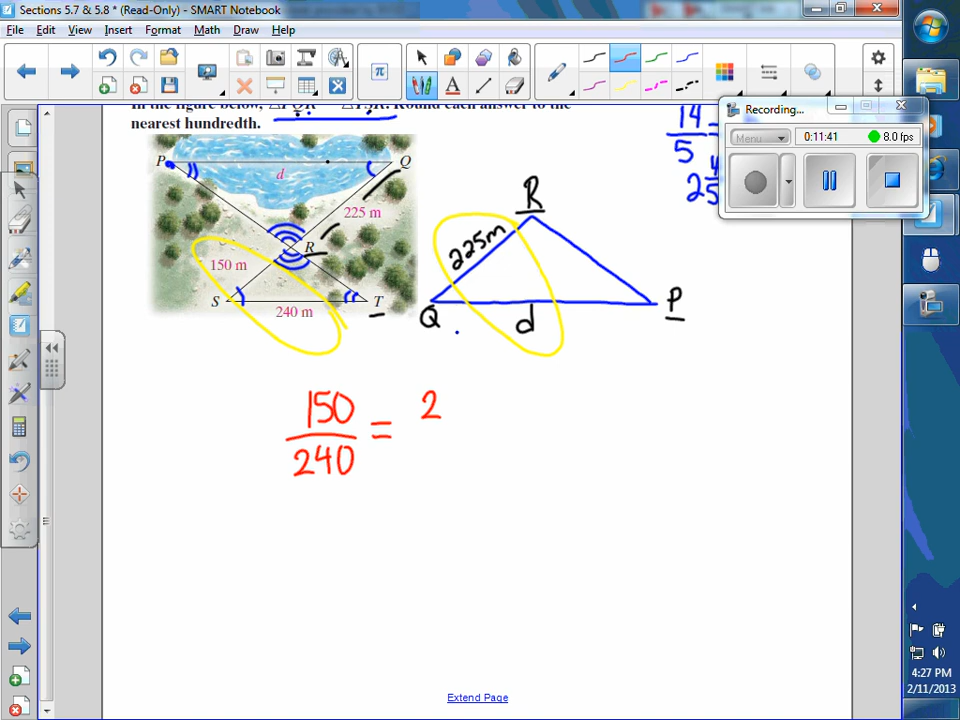 Sections 5.7 & 5.8 * (Read-Only) - SMART Notebook
File Edit View Insert Format Math Draw Help
nearest hundredth.
Recording...
Menu
0:11:41
8.0 fps
14
5
2
P
Q
d
225 m
R
150 m
S
T
240 m
R
225m
Q
d
P
150
240
=
2
Extend Page
4:27 PM
2/11/2013